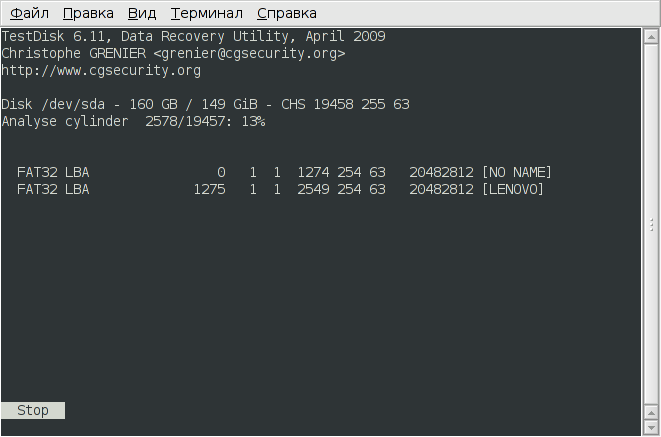 Файл Правка Вид Терминал Справка
TestDisk 6.11, Data Recovery Utility, April 2009
Christophe GRENIER <grenier@cgsecurity.org>
http://www.cgsecurity.org
Disk /dev/sda - 160 GB / 149 GiB - CHS 19458 255 63
Analyse cylinder  2578/19457: 13%
FAT32 LBA                0   1  1  1274 254 63   20482812 [NO NAME]
FAT32 LBA             1275   1  1  2549 254 63   20482812 [LENOVO]
Stop